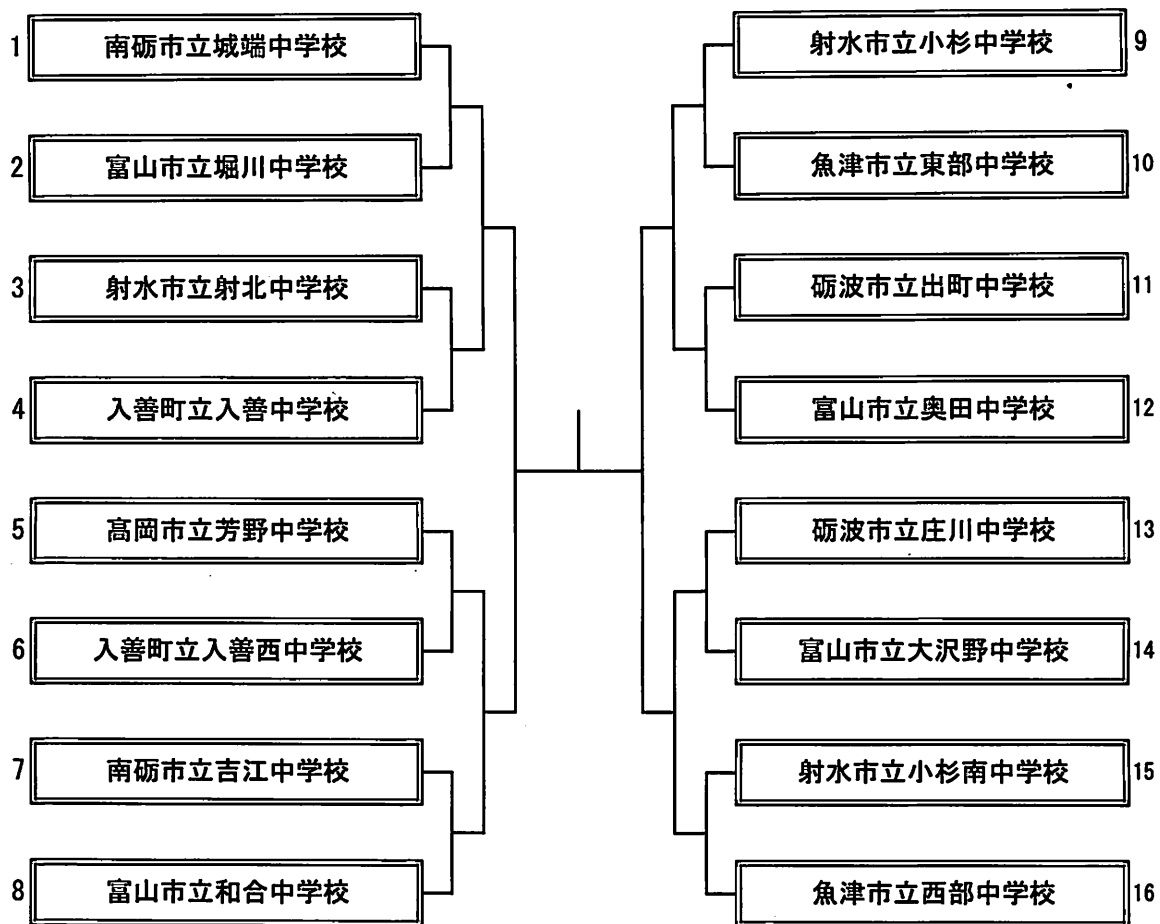 1 南砺市立城端中学校
2 富山市立堀川中学校
3 射水市立射北中学校
4 入善町立入善中学校
5 高岡市立芳野中学校
6 入善町立入善西中学校
7 南砺市立吉江中学校
8 富山市立和合中学校
射水市立小杉中学校 9
魚津市立東部中学校 10
砺波市立出町中学校 11
富山市立奥田中学校 12
砺波市立庄川中学校 13
富山市立大沢野中学校 14
射水市立小杉南中学校 15
魚津市立西部中学校 16